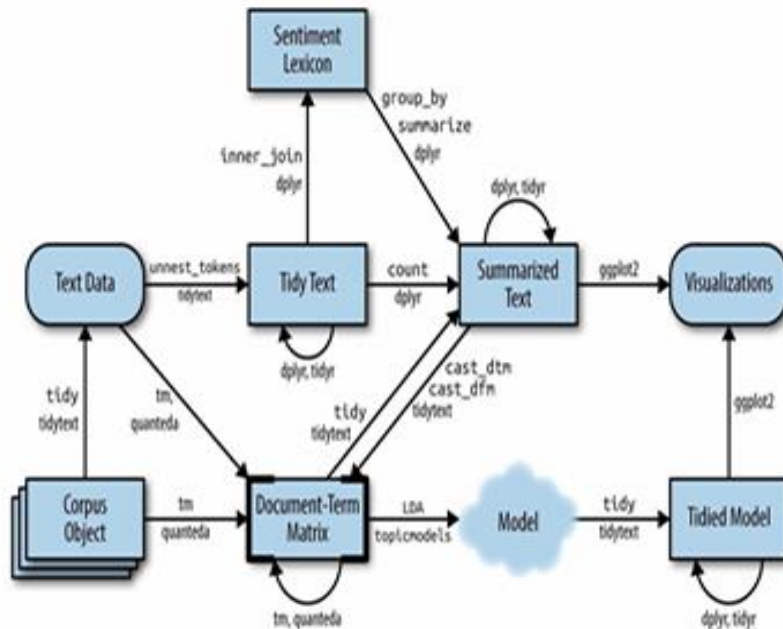 Sentiment
Lexicon
group_by
summarize
dplyr
inner_join
dplyr
dplyr, tidyr
Text Data
unnest_tokens
tidytext
Tidy Text
count
dplyr
Summarized
Text
ggplot2
Visualizations
dplyr, tidyr
tidy
tidytext
tm,
quanteda
tidy
tidytext
cast_dtm
cast_dfm
tidytext
ggplot2
Corpus
Object
tm
quanteda
Document-Term
Matrix
LDA
topicmodels
Model
tidy
tidytext
Tidied Model
tm, quanteda
dplyr, tidyr